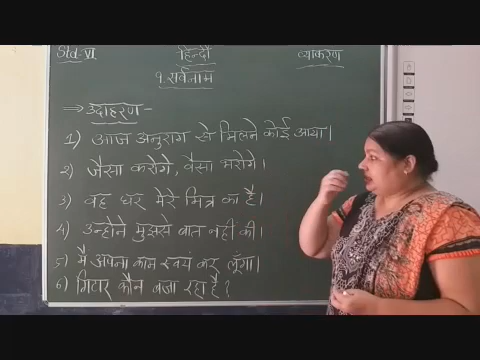 Std-VI हिन्दी व्याकरण
१.सर्वनाम
⇒ उदाहरण -
1) आज अनुराग से मिलने कोई आया।
2) जैसा करोगे, वैसा भरोगे।
3) वह घर मेरे मित्र का है।
4) उन्होने मुझसे बात नहीं की।
5) मै अपना काम स्वयं कर लूँगा।
6) गिटार कौन बजा रहा है?